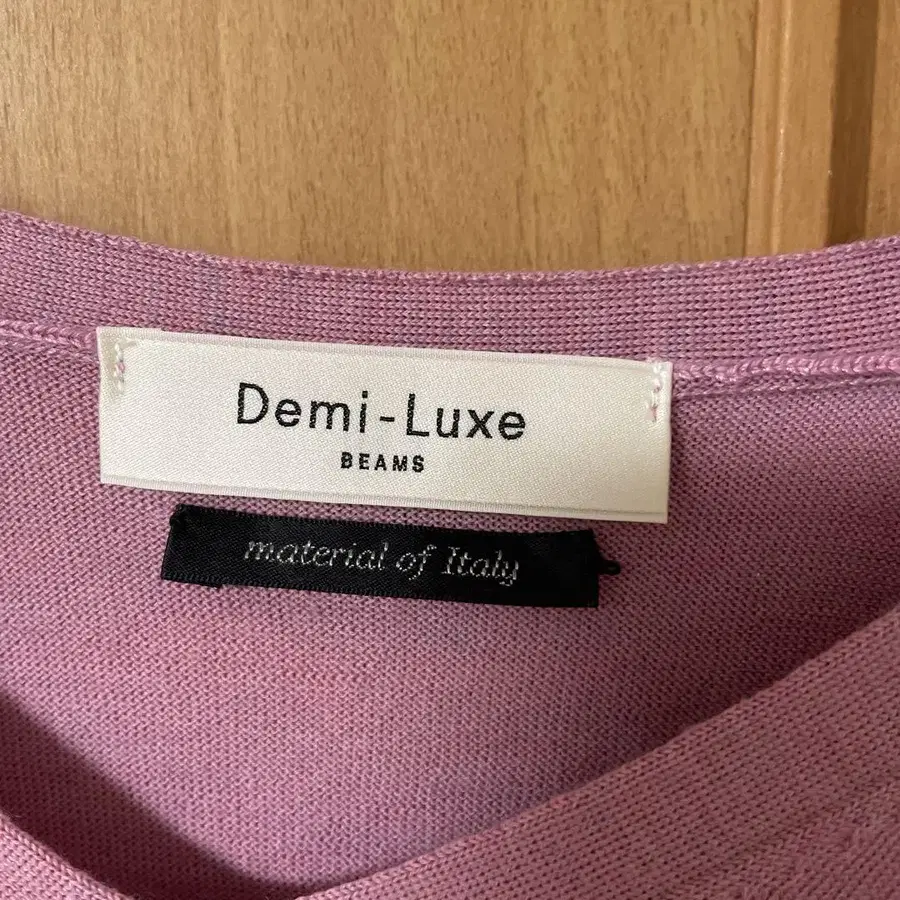 Demi-Luxe
BEAMS
material of Italy